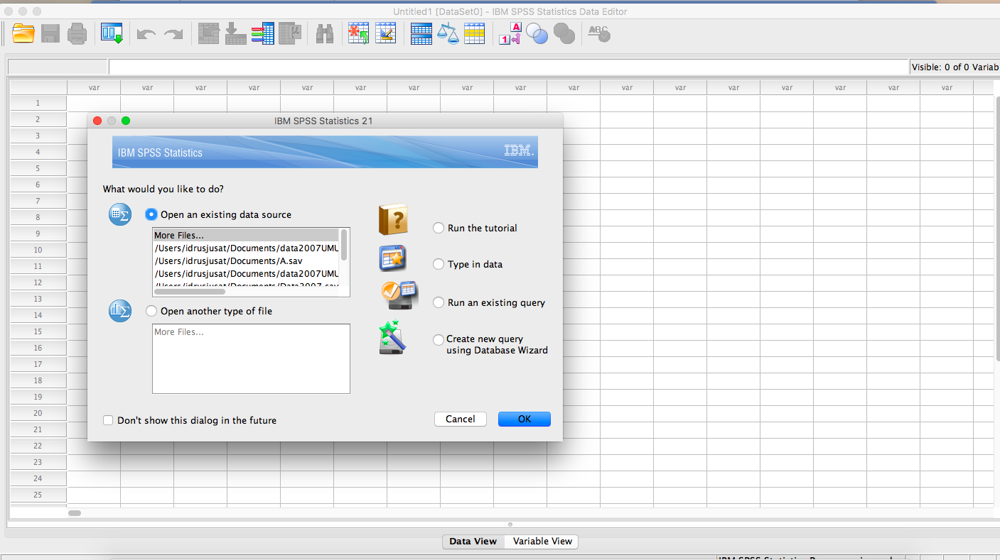 Untitled1 [DataSet0] - IBM SPSS Statistics Data Editor
1 A
ABC
Visible: 0 of 0 Variab
var var var var var var var var var var var var var var var var var
1
2
3
4
5
6
7
8
9
10
11
12
13
14
15
16
17
18
19
20
21
22
23
24
25
IBM SPSS Statistics 21
IBM SPSS Statistics
IBM.
What would you like to do?
Open an existing data source
More Files...
/Users/idrusjusat/Documents/data2007UMU
/Users/idrusjusat/Documents/A.sav
/Users/idrusjusat/Documents/data2007UMU
/Users/idrusjusat/Documents/Data2007.sav
Open another type of file
More Files...
Run the tutorial
Type in data
Run an existing query
Create new query
using Database Wizard
Don't show this dialog in the future
Cancel
OK
Data View
Variable View
IBM SPSS Statistics